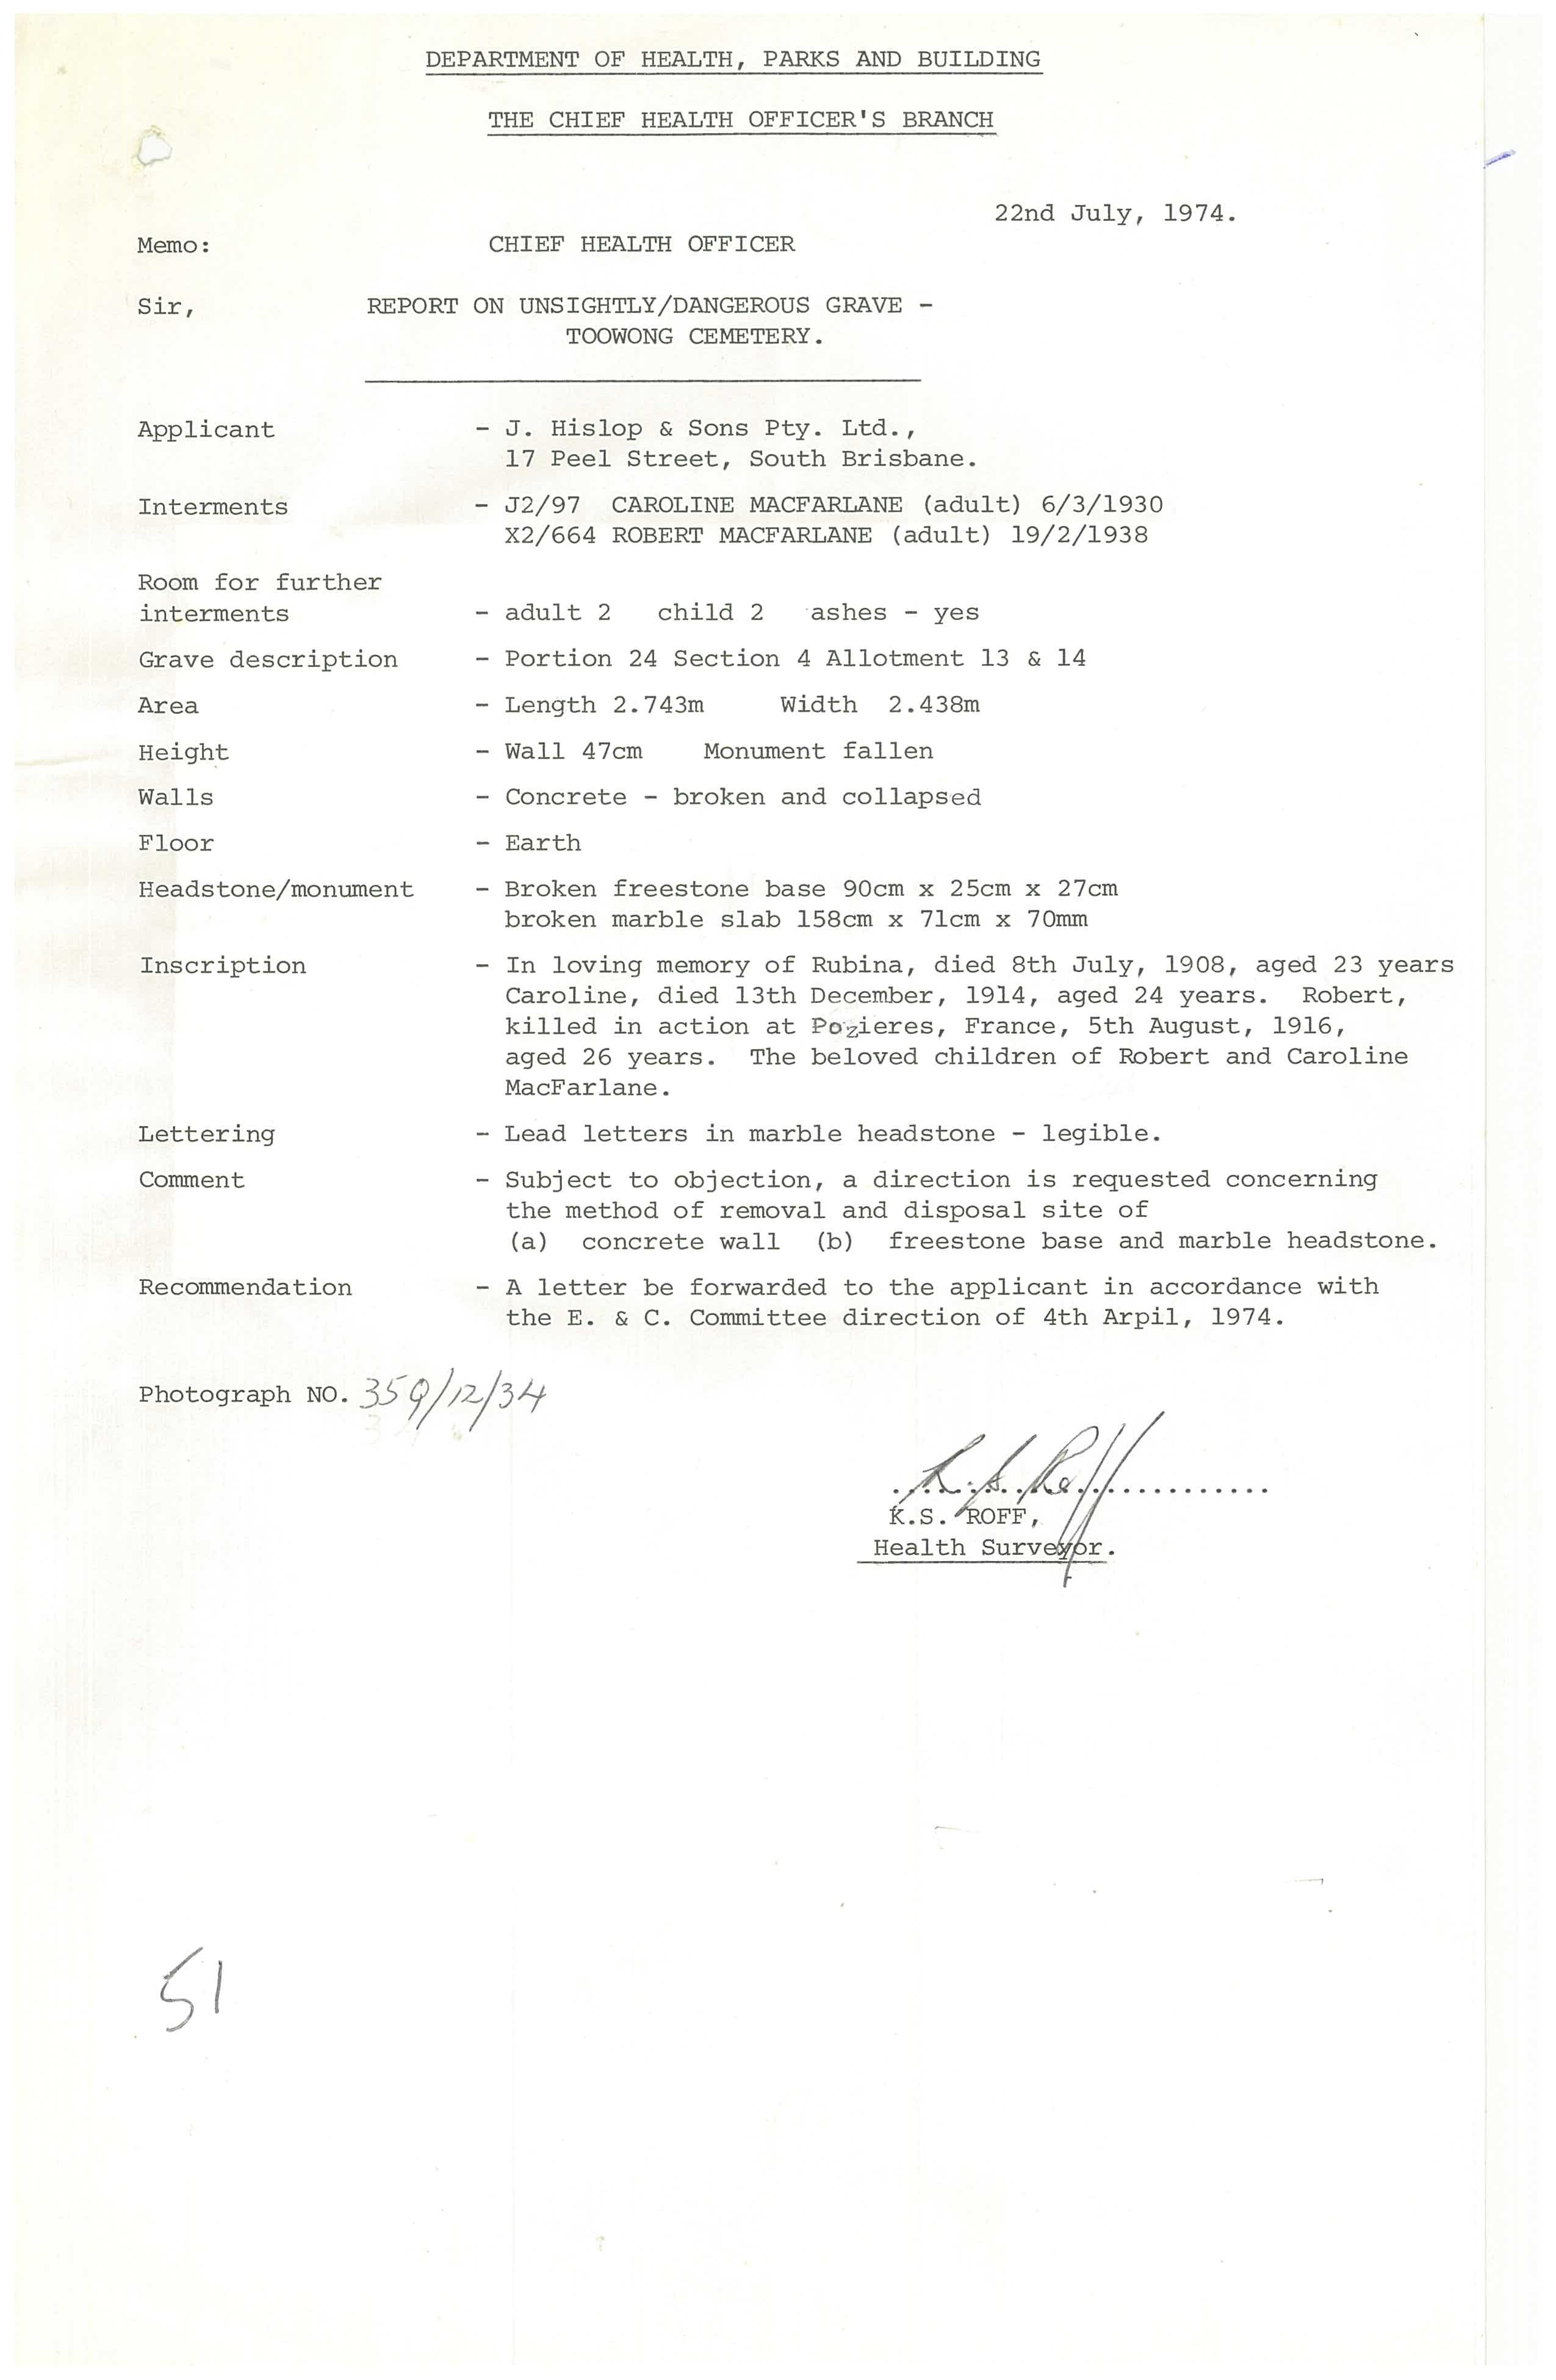 DEPARTMENT OF HEALTH, PARKS AND BUILDING
THE CHIEF HEALTH OFFICER'S BRANCH
22nd July, 1974.
Memo: CHIEF HEALTH OFFICER
Sir, REPORT ON UNSIGHTLY/DANGEROUS GRAVE -
TOOWONG CEMETERY.
Applicant - J. Hislop & Sons Pty. Ltd.,
17 Peel Street, South Brisbane.
Interments - J2/97 CAROLINE MACFARLANE (adult) 6/3/1930
X2/664 ROBERT MACFARLANE (adult) 19/2/1938
Room for further
interments - adult 2 child 2 ashes - yes
Grave description - Portion 24 Section 4 Allotment 13 & 14
Area - Length 2.743m Width 2.438m
Height - Wall 47cm Monument fallen
Walls - Concrete - broken and collapsed
Floor - Earth
Headstone/monument - Broken freestone base 90cm x 25cm x 27cm
broken marble slab 158cm x 71cm x 70mm
Inscription - In loving memory of Rubina, died 8th July, 1908, aged 23 years
Caroline, died 13th December, 1914, aged 24 years. Robert,
killed in action at Pozieres, France, 5th August, 1916,
aged 26 years. The beloved children of Robert and Caroline
MacFarlane.
Lettering - Lead letters in marble headstone - legible.
Comment - Subject to objection, a direction is requested concerning
the method of removal and disposal site of
(a) concrete wall (b) freestone base and marble headstone.
Recommendation - A letter be forwarded to the applicant in accordance with
the E. & C. Committee direction of 4th Arpil, 1974.
Photograph NO. 359/12/34
K.S. Roff
K.S. ROFF,
Health Surveyor.
51